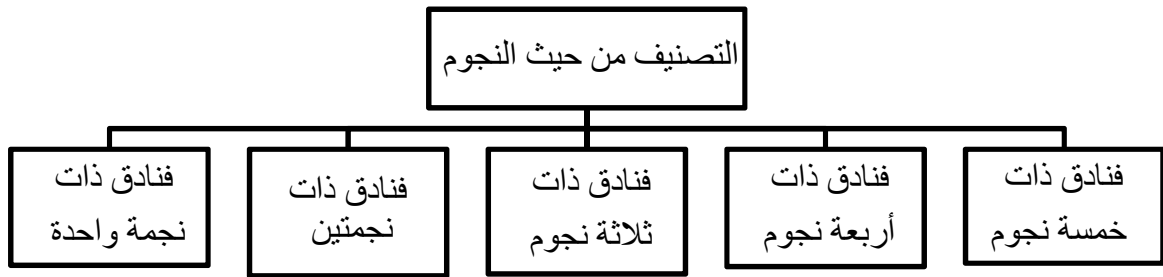 التصنيف من حيث النجوم
فنادق ذات
خمسة نجوم
فنادق ذات
أربعة نجوم
فنادق ذات
ثلاثة نجوم
فنادق ذات
نجمتين
فنادق ذات
نجمة واحدة